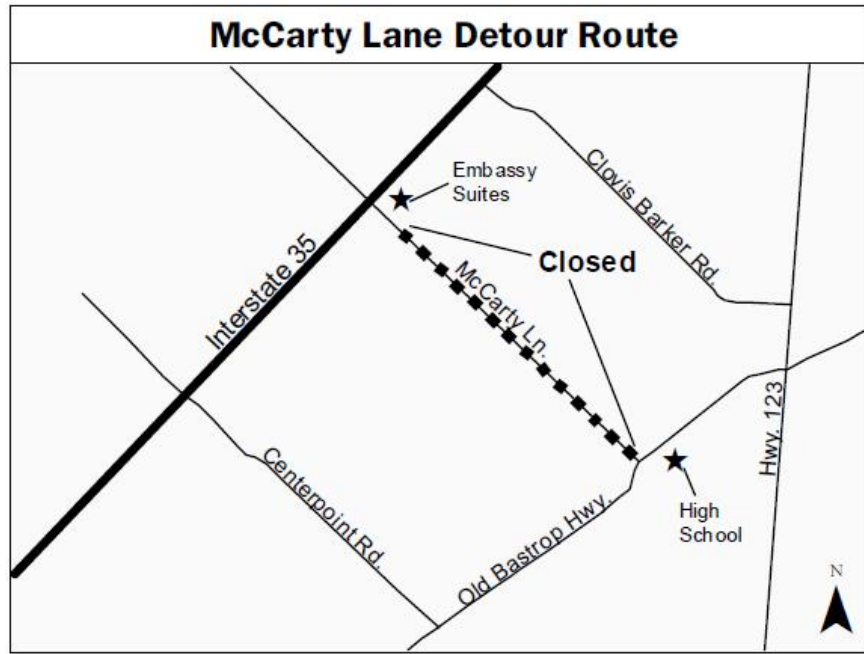 McCarty Lane Detour Route
Embassy
Suites
Clovis Barker Rd.
Interstate 35
Closed
McCarty Ln.
Hwy. 123
Centerpoint Rd.
Old Bastrop Hwy.
High
School
N